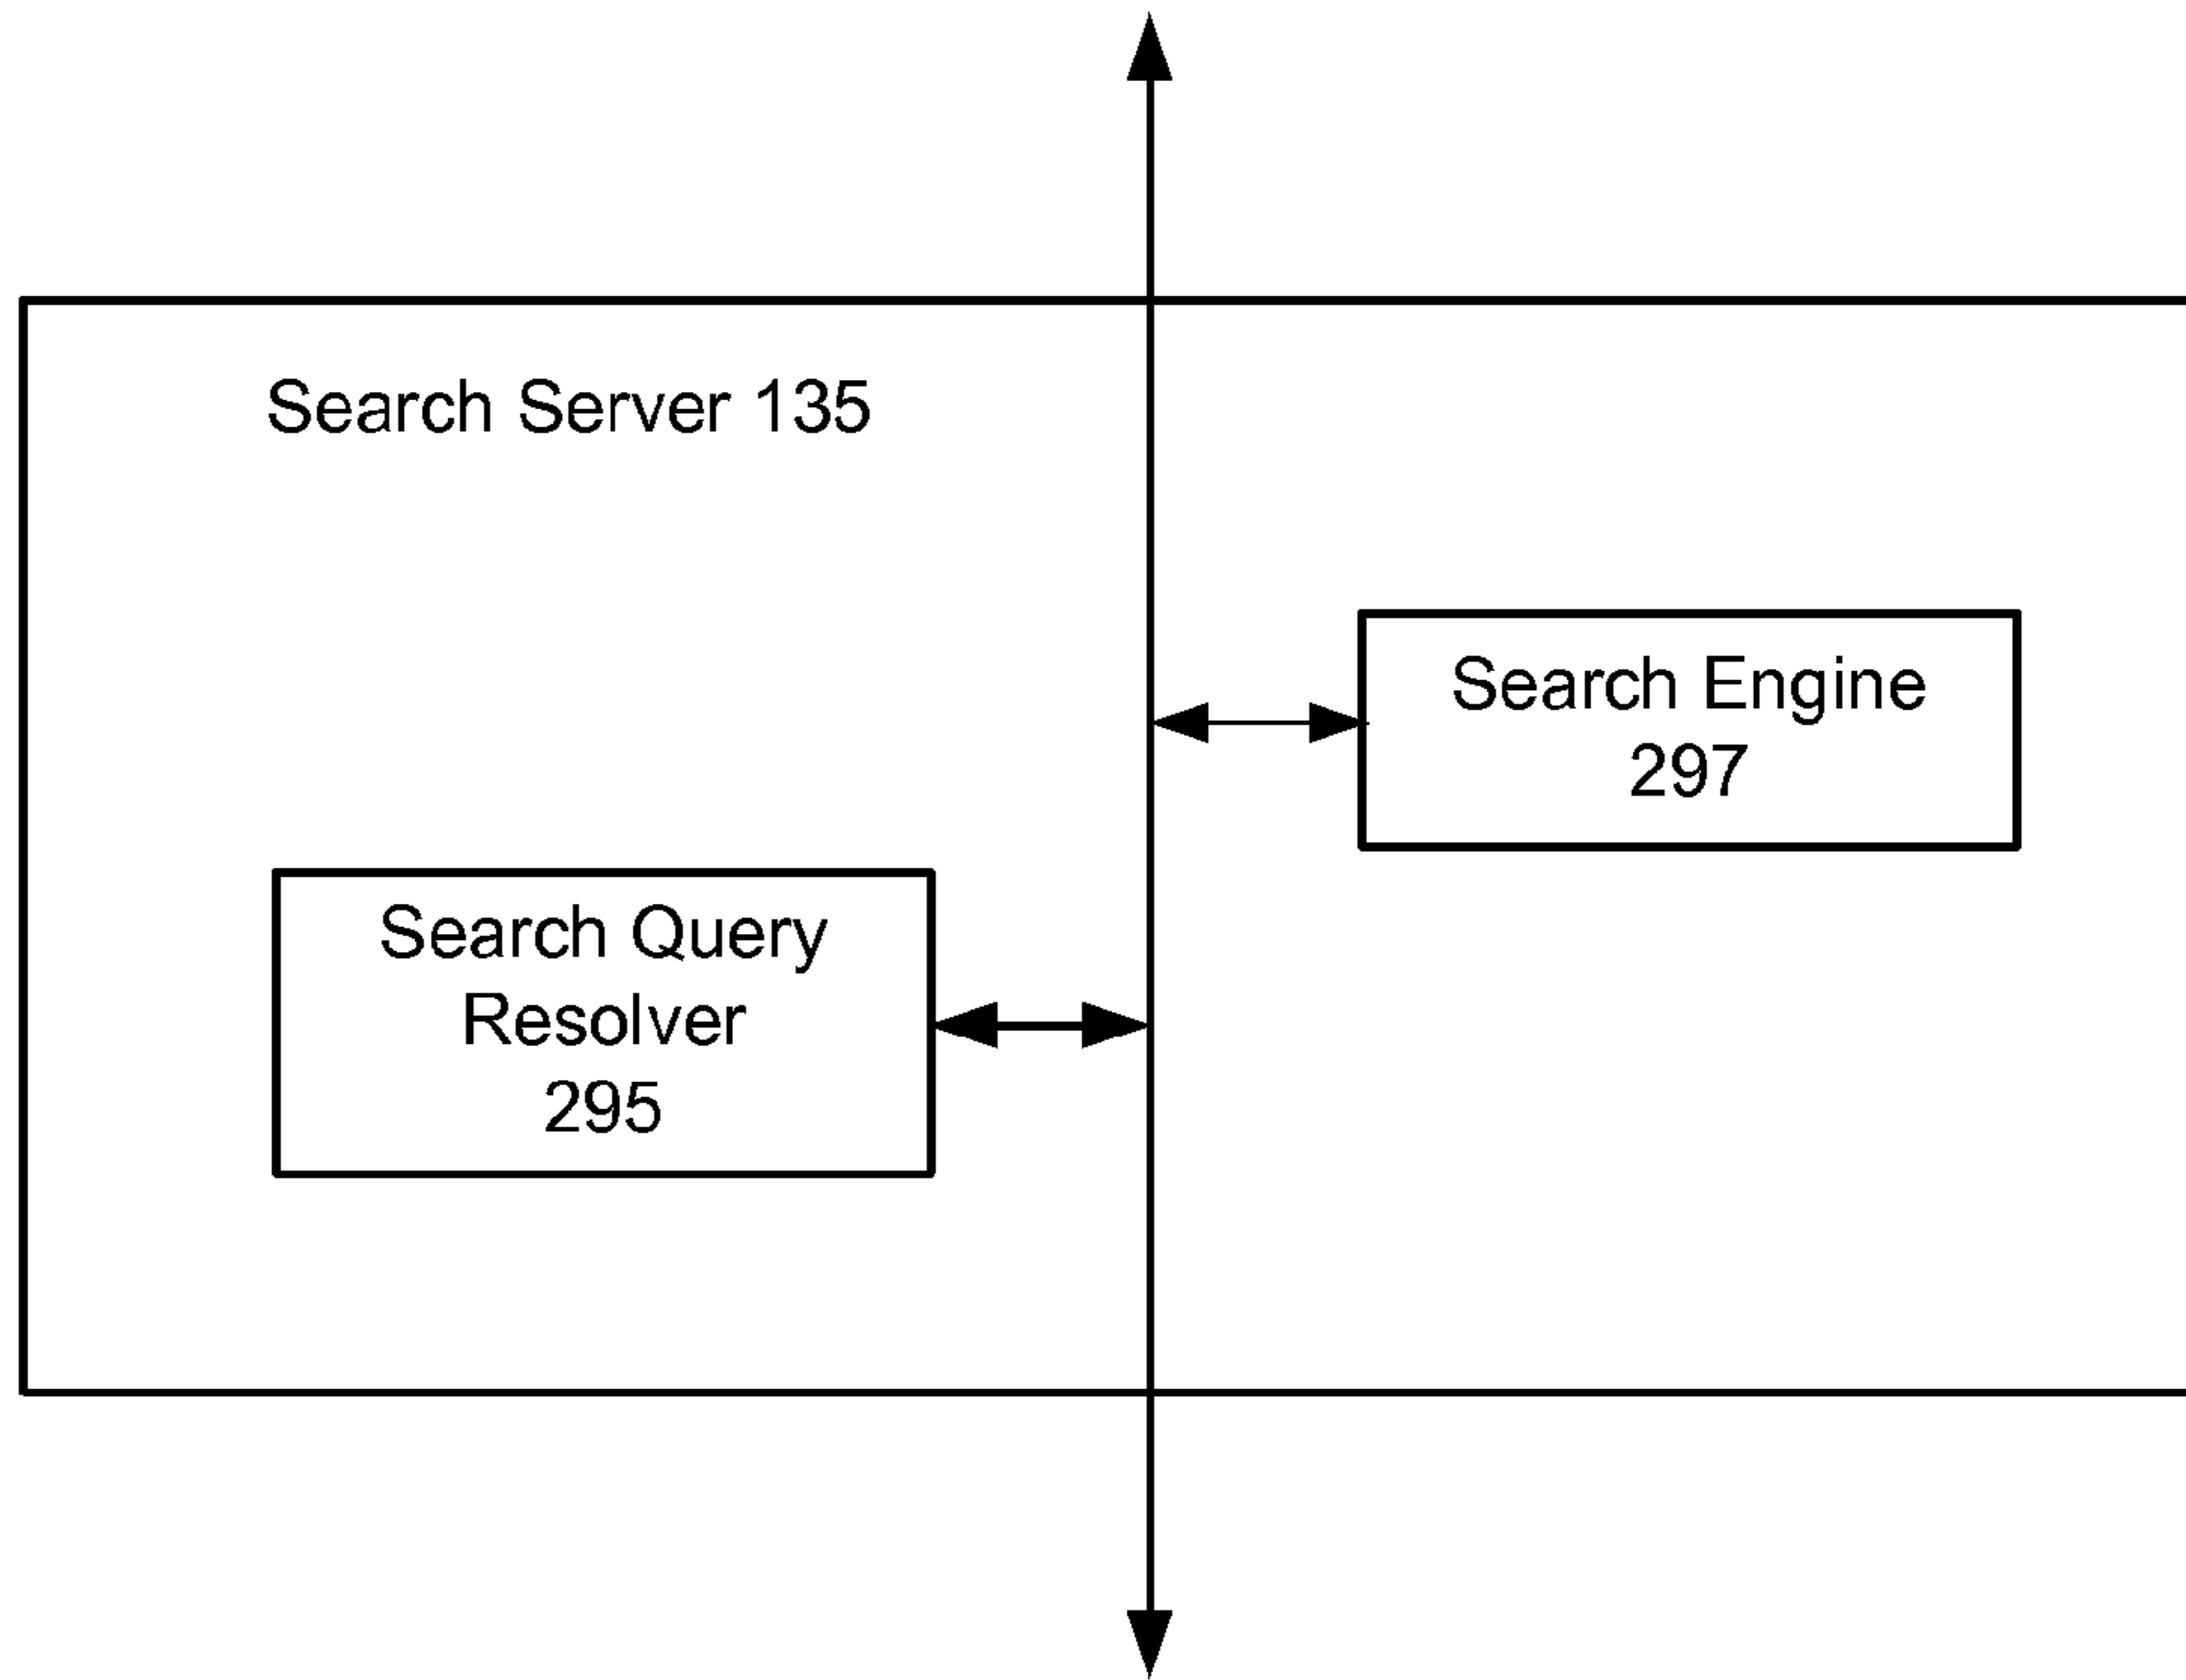 Search Server 135
Search Engine
297
Search Query
Resolver
295